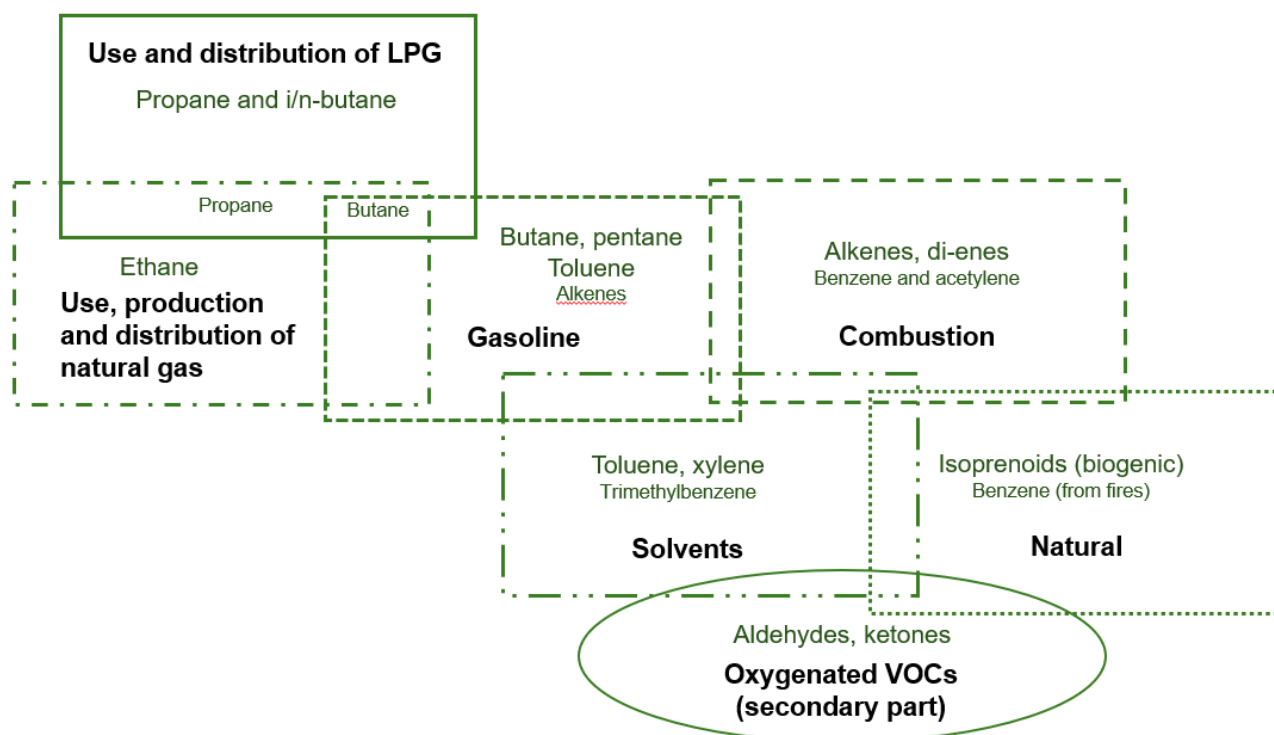 Use and distribution of LPG
Propane and i/n-butane
Propane
Butane
Ethane
Use, production
and distribution of
natural gas
Butane, pentane
Toluene
Alkenes
Gasoline
Alkenes, di-enes
Benzene and acetylene
Combustion
Toluene, xylene
Trimethylbenzene
Solvents
Isoprenoids (biogenic)
Benzene (from fires)
Natural
Aldehydes, ketones
Oxygenated VOCs
(secondary part)